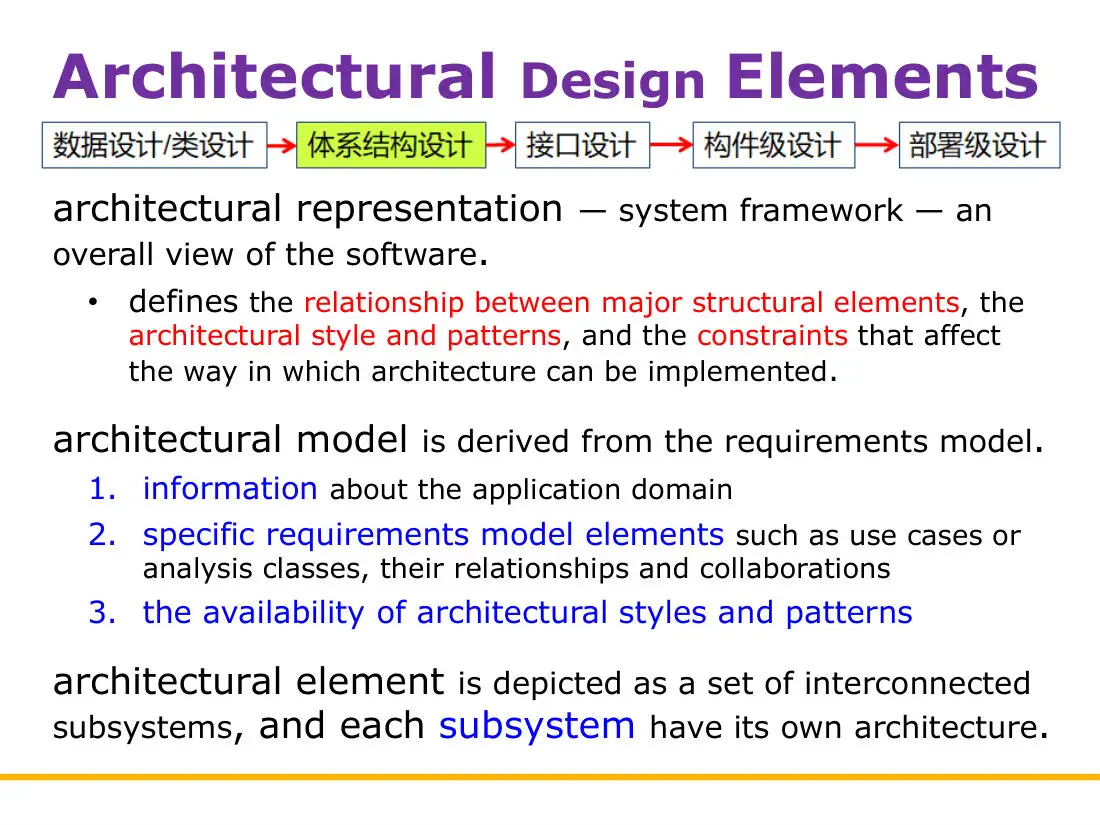 Architectural Design Elements
数据设计/类设计 体系结构设计 接口设计 构件级设计 部署级设计
architectural representation — system framework — an
overall view of the software.
• defines the relationship between major structural elements, the
architectural style and patterns, and the constraints that affect
the way in which architecture can be implemented.
architectural model is derived from the requirements model.
1. information about the application domain
2. specific requirements model elements such as use cases or
analysis classes, their relationships and collaborations
3. the availability of architectural styles and patterns
architectural element is depicted as a set of interconnected
subsystems, and each subsystem have its own architecture.